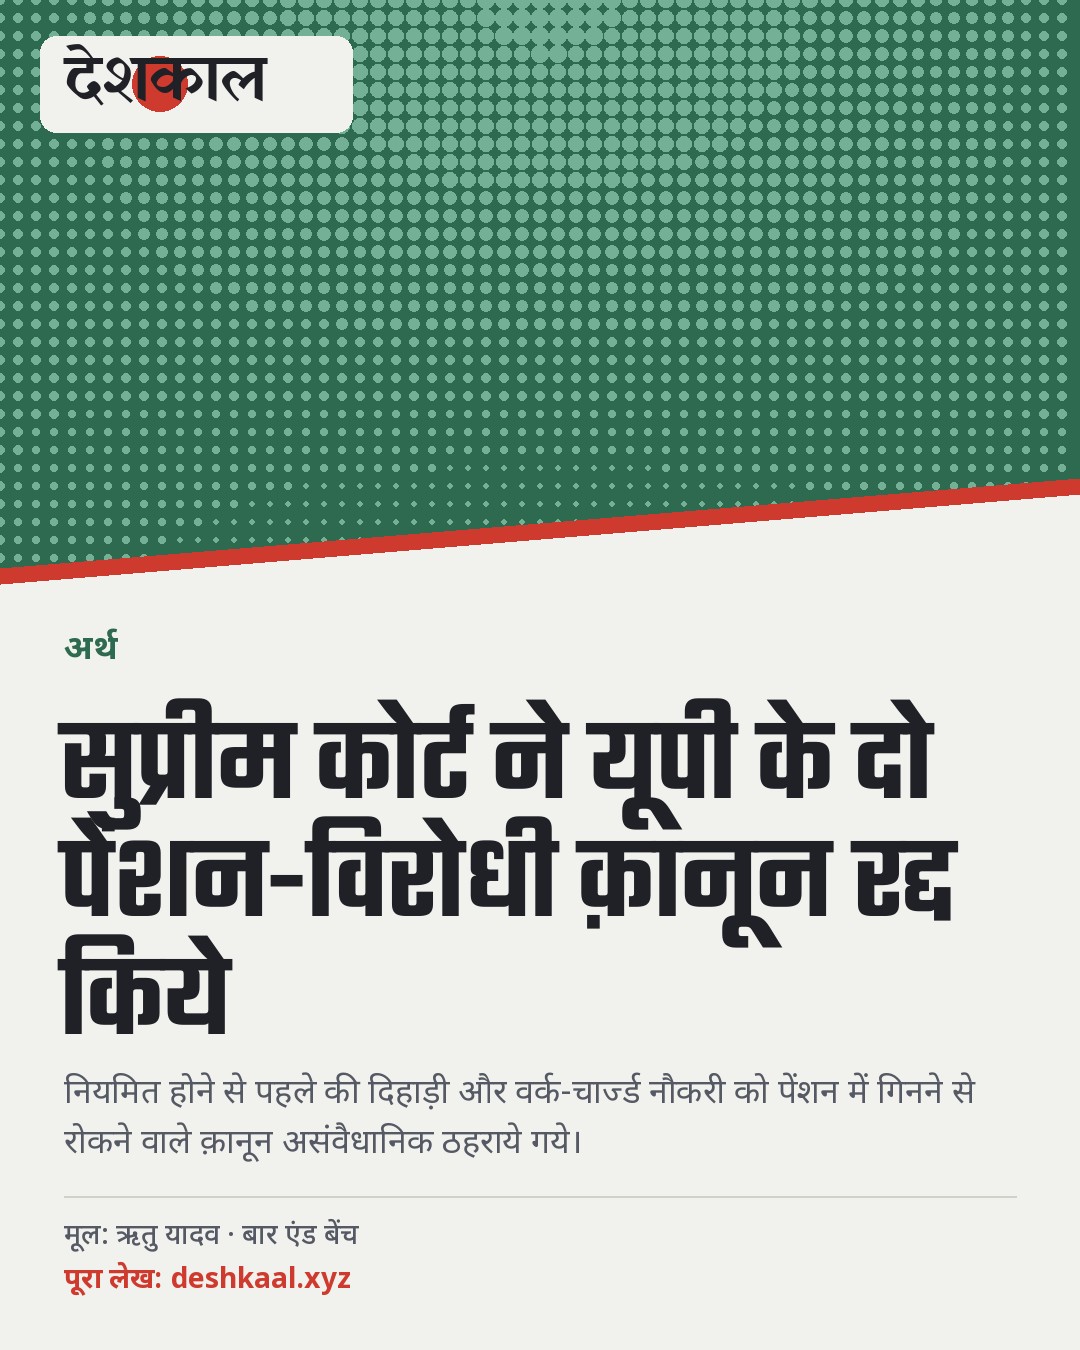 देशकाल
अर्थ
सुप्रीम कोर्ट ने यूपी के दो
पेंशन-विरोधी क़ानून रद्द
किये
नियमित होने से पहले की दिहाड़ी और वर्क-चार्ज्ड नौकरी को पेंशन में गिनने से
रोकने वाले क़ानून असंवैधानिक ठहराये गये।
मूल: ऋतु यादव · बार एंड बेंच
पूरा लेख: deshkaal.xyz